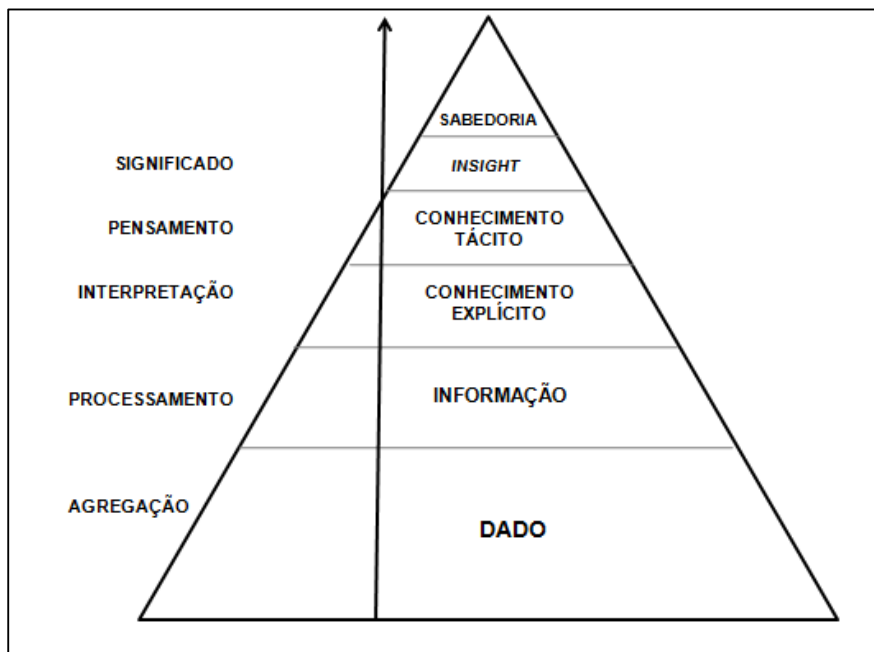 SABEDORIA
SIGNIFICADO
INSIGHT
PENSAMENTO
CONHECIMENTO
TÁCITO
INTERPRETAÇÃO
CONHECIMENTO
EXPLÍCITO
PROCESSAMENTO
INFORMAÇÃO
AGREGAÇÃO
DADO